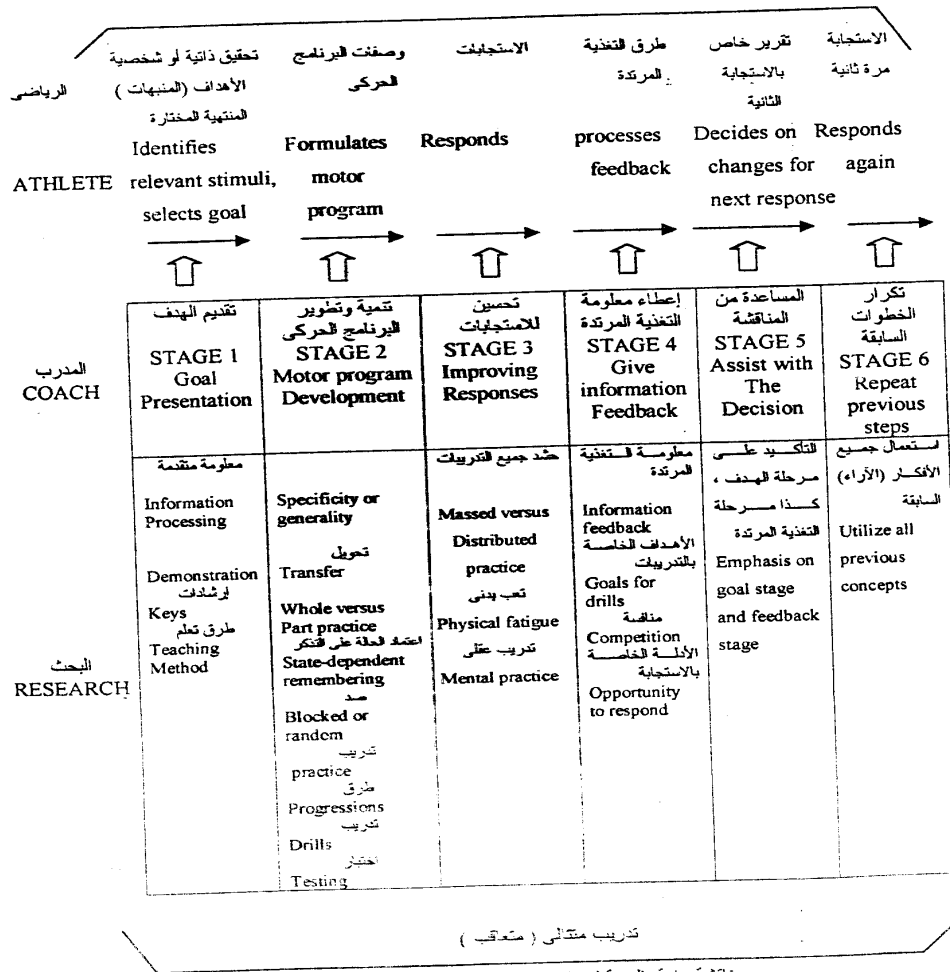 الرياضى
ATHLETE
تحقيق ذاتية أو شخصية
الأهداف (المنبهات)
المنتهية المختارة
Identifies
relevant stimuli,
selects goal
وصفات البرنامج
الحركى
Formulates
motor
program
الاستجابات
Responds
طرق التغذية
المرتدة
processes
feedback
تقرير خاص
بالاستجابة
الثانية
Decides on
changes for
next response
الاستجابة
مرة ثانية
Responds
again
المدرب
COACH
تقديم الهدف
STAGE 1
Goal
Presentation
تنمية وتطوير
البرنامج الحركى
STAGE 2
Motor program
Development
تحسين
للاستجابات
STAGE 3
Improving
Responses
إعطاء معلومة
التغذية المرتدة
STAGE 4
Give
information
Feedback
المساعدة من
المناقشة
STAGE 5
Assist with
The
Decision
تكرار
الخطوات
السابقة
STAGE 6
Repeat
previous
steps
البحث
RESEARCH
معلومة متقدمة
Information
Processing
Demonstration
إرشادات
Keys
طرق تعلم
Teaching
Method
Specificity or
generality
تحويل
Transfer
Whole versus
Part practice
اعتماد الحالة على التذكر
State-dependent
remembering
صد
Blocked or
random
تدريب
practice
طرق
Progressions
تدريب
Drills
اختبار
Testing
حشد جميع التدريبات
Massed versus
Distributed
practice
تعب بدنى
Physical fatigue
تدريب عقلى
Mental practice
معلومة التغذية
المرتدة
Information
feedback
الأهداف الخاصة
بالتدريبات
Goals for
drills
منافسة
Competition
الأدلة الخاصة
بالاستجابة
Opportunity
to respond
التأكيد على
مرحلة الهدف ،
كذا مرحلة
التغذية المرتدة
Emphasis on
goal stage
and feedback
stage
استعمال جميع
الأفكار (الآراء)
السابقة
Utilize all
previous
concepts
تدريب متتالى ( متعاقب )